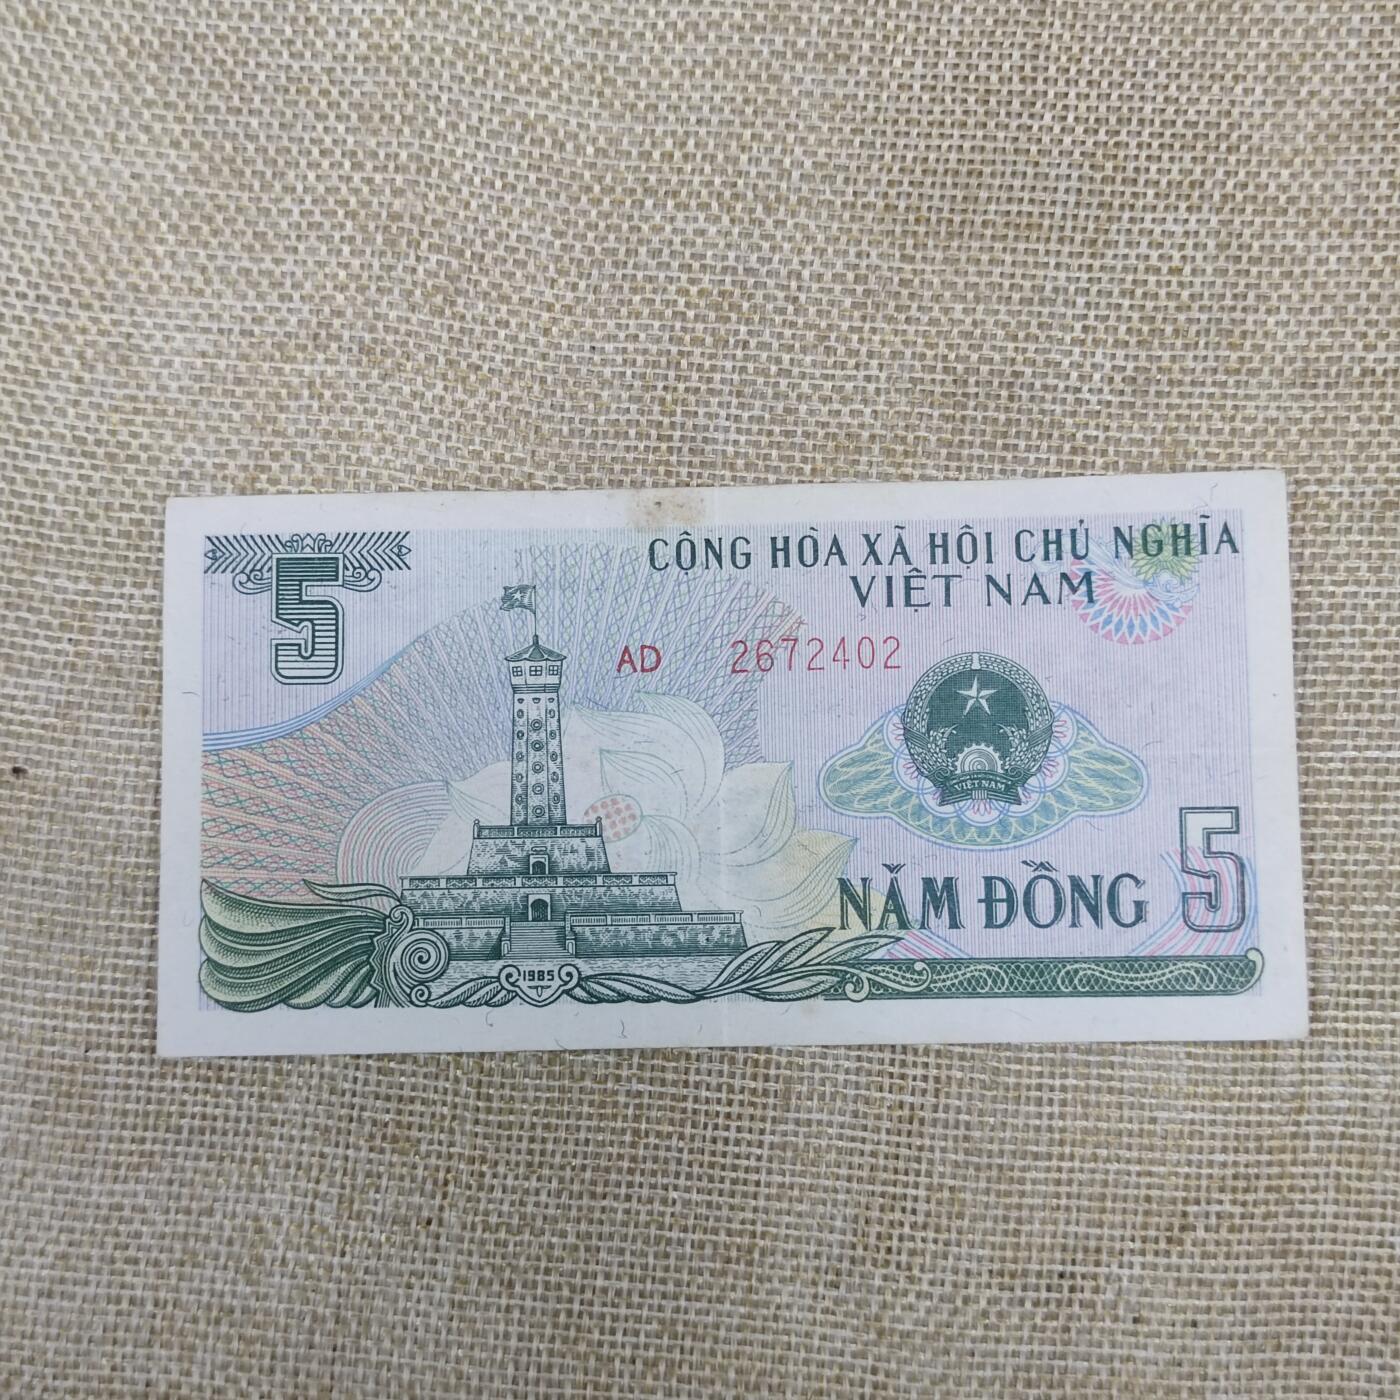 5
CỘNG HÒA XÃ HỘI CHỦ NGHĨA
VIỆT NAM
AD 2672402
VIỆT NAM
5
NĂM ĐỒNG
1985